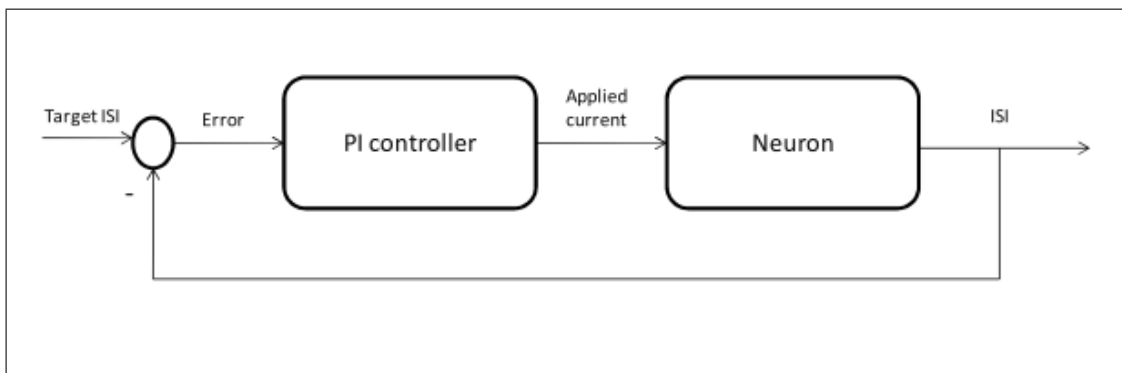 Target ISI
Error
PI controller
Applied
current
Neuron
ISI
-